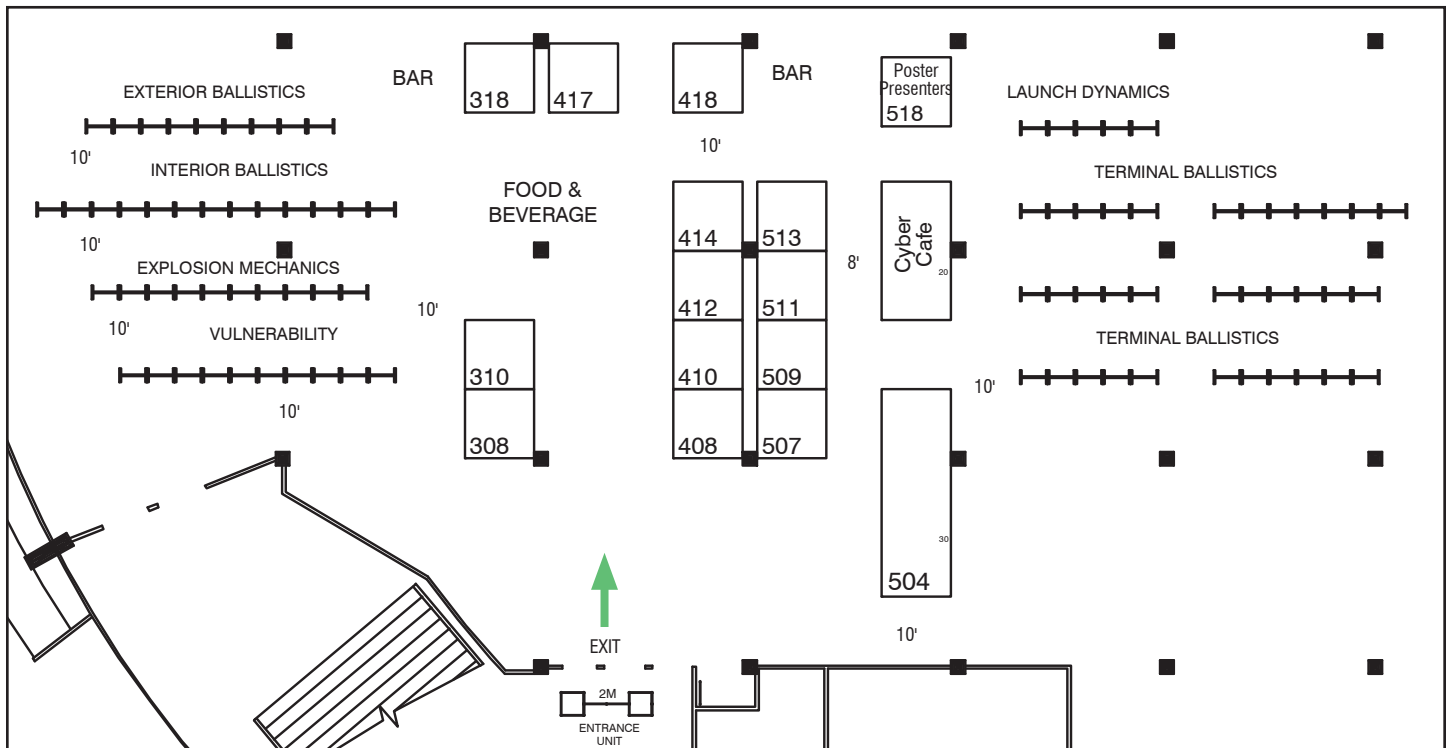 BAR
318
417
418
BAR
Poster
Presenters
518
EXTERIOR BALLISTICS
LAUNCH DYNAMICS
10'
10'
INTERIOR BALLISTICS
TERMINAL BALLISTICS
FOOD &
BEVERAGE
10'
414
513
8'
Cyber
Cafe
20
EXPLOSION MECHANICS
10'
10'
412
511
VULNERABILITY
TERMINAL BALLISTICS
310
410
509
10'
10'
308
408
507
30
504
10'
EXIT
2M
ENTRANCE
UNIT